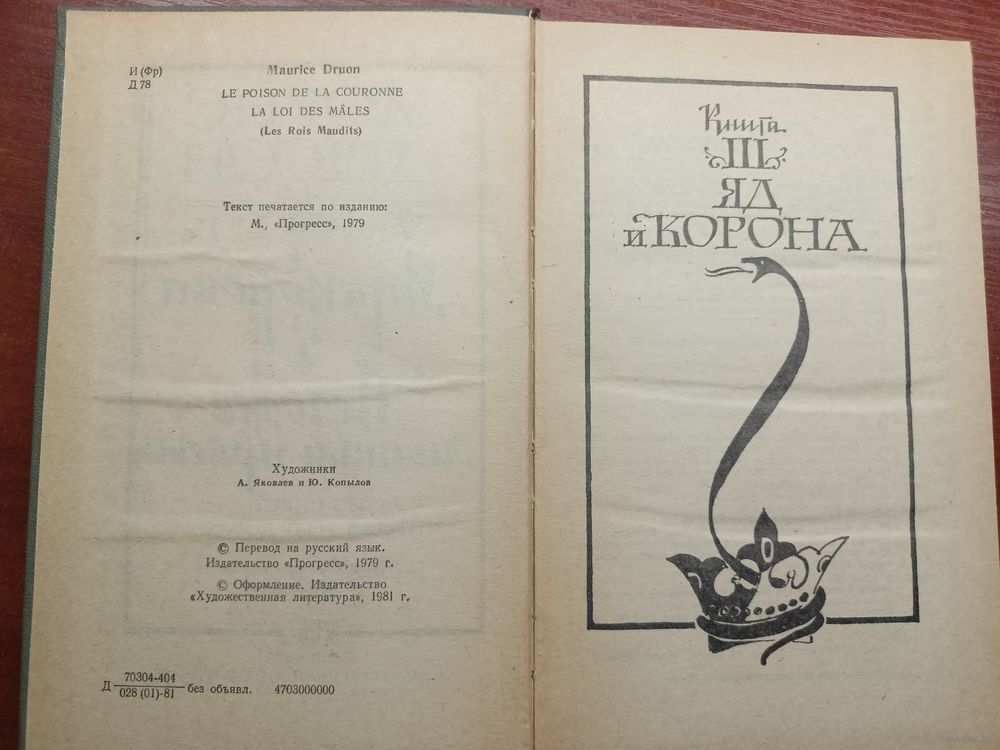 И (Фр)
Д 78
Maurice Druon
LE POISON DE LA COURONNE
LA LOI DES MÂLES
(Les Rois Maudits)
Текст печатается по изданию:
М., «Прогресс», 1979
Художники
А. Яковлев и Ю. Копылов
© Перевод на русский язык.
Издательство «Прогресс», 1979 г.
© Оформление. Издательство
«Художественная литература», 1981 г.
Д 70304-404
028 (01)-81 без объявл. 4703000000
Книга
III
ЯД
и КОРОНА